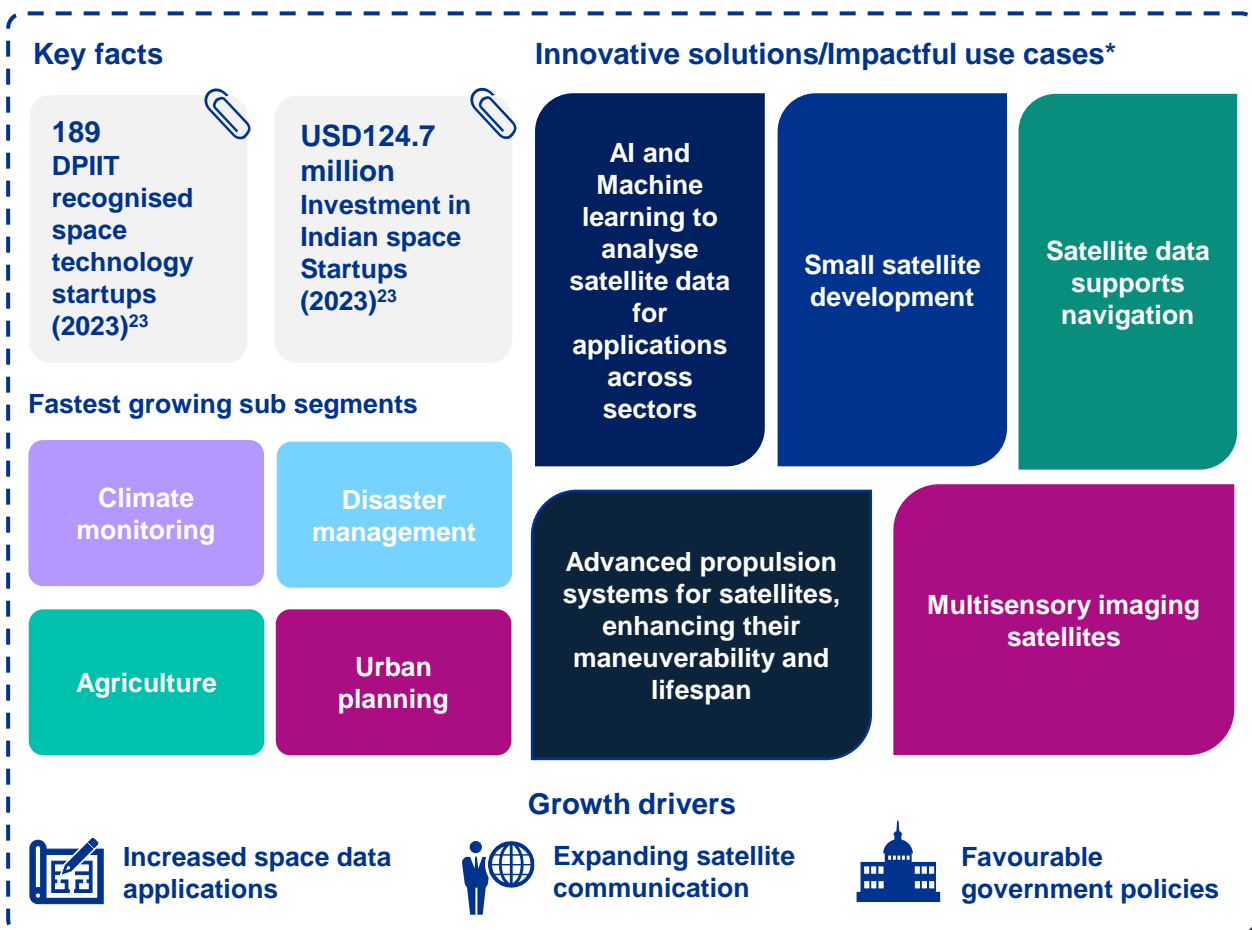 Key facts
189
DPIIT
recognised
space
technology
startups
(2023)23
USD124.7
million
Investment in
Indian space
Startups
(2023)23
Fastest growing sub segments
Climate
monitoring
Disaster
management
Agriculture
Urban
planning
Innovative solutions/Impactful use cases*
AI and
Machine
learning to
analyse
satellite data
for
applications
across
sectors
Small satellite
development
Satellite data
supports
navigation
Advanced propulsion
systems for satellites,
enhancing their
maneuverability and
lifespan
Multisensory imaging
satellites
Growth drivers
Increased space data
applications
Expanding satellite
communication
Favourable
government policies